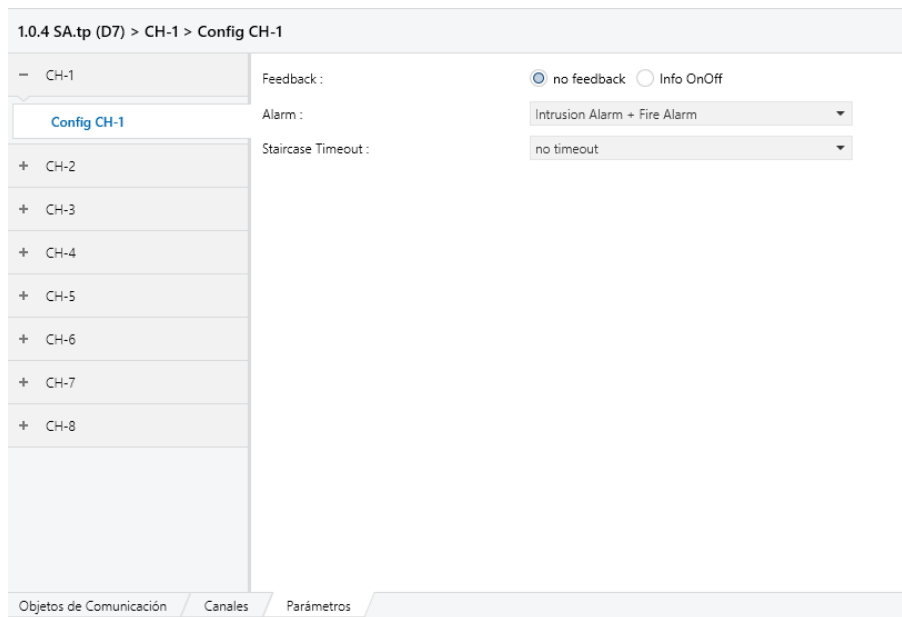 1.0.4 SA.tp (D7) > CH-1 > Config CH-1
− CH-1
Feedback : no feedback Info OnOff
Config CH-1
Alarm : Intrusion Alarm + Fire Alarm
Staircase Timeout : no timeout
+ CH-2
+ CH-3
+ CH-4
+ CH-5
+ CH-6
+ CH-7
+ CH-8
Objetos de Comunicación Canales Parámetros